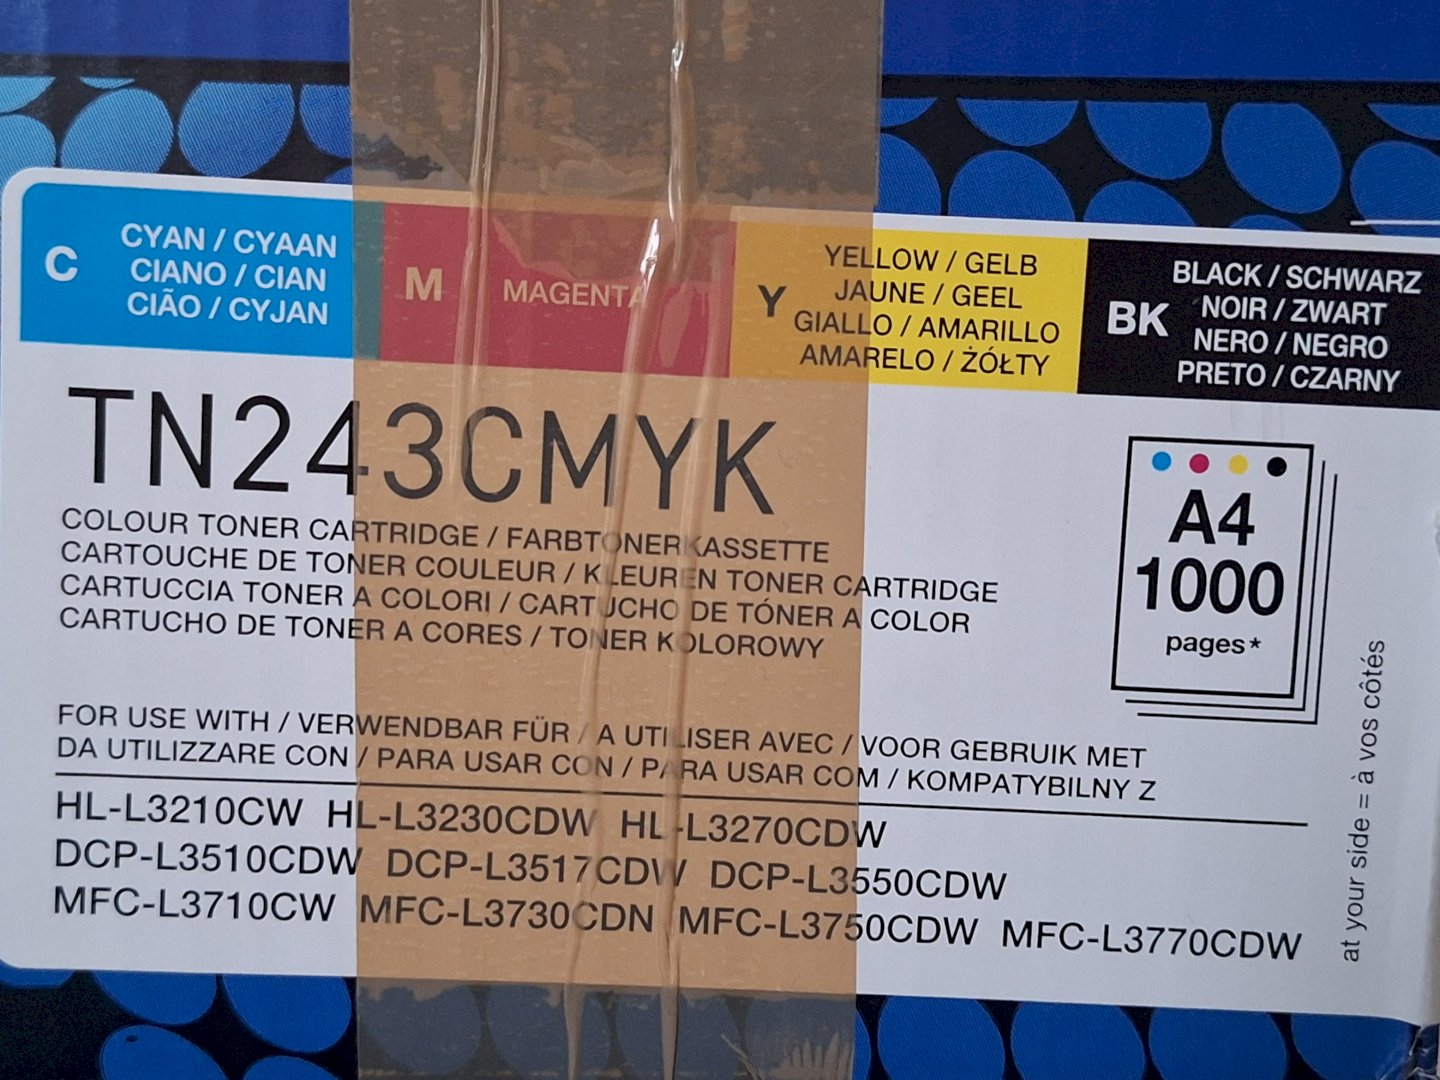 C
CYAN / CYAAN
CIANO / CIAN
CIÃO / CYJAN
M
MAGENTA
Y
YELLOW / GELB
JAUNE / GEEL
GIALLO / AMARILLO
AMARELO / ŻÓŁTY
BK
BLACK / SCHWARZ
NOIR / ZWART
NERO / NEGRO
PRETO / CZARNY
TN243CMYK
COLOUR TONER CARTRIDGE / FARBTONERKASSETTE
CARTOUCHE DE TONER COULEUR / KLEUREN TONER CARTRIDGE
CARTUCCIA TONER A COLORI / CARTUCHO DE TÓNER A COLOR
CARTUCHO DE TONER A CORES / TONER KOLOROWY
A4
1000
pages*
FOR USE WITH / VERWENDBAR FÜR / A UTILISER AVEC / VOOR GEBRUIK MET
DA UTILIZZARE CON / PARA USAR CON / PARA USAR COM / KOMPATYBILNY Z
HL-L3210CW HL-L3230CDW HL-L3270CDW
DCP-L3510CDW DCP-L3517CDW DCP-L3550CDW
MFC-L3710CW MFC-L3730CDN MFC-L3750CDW MFC-L3770CDW
at your side = à vos côtés